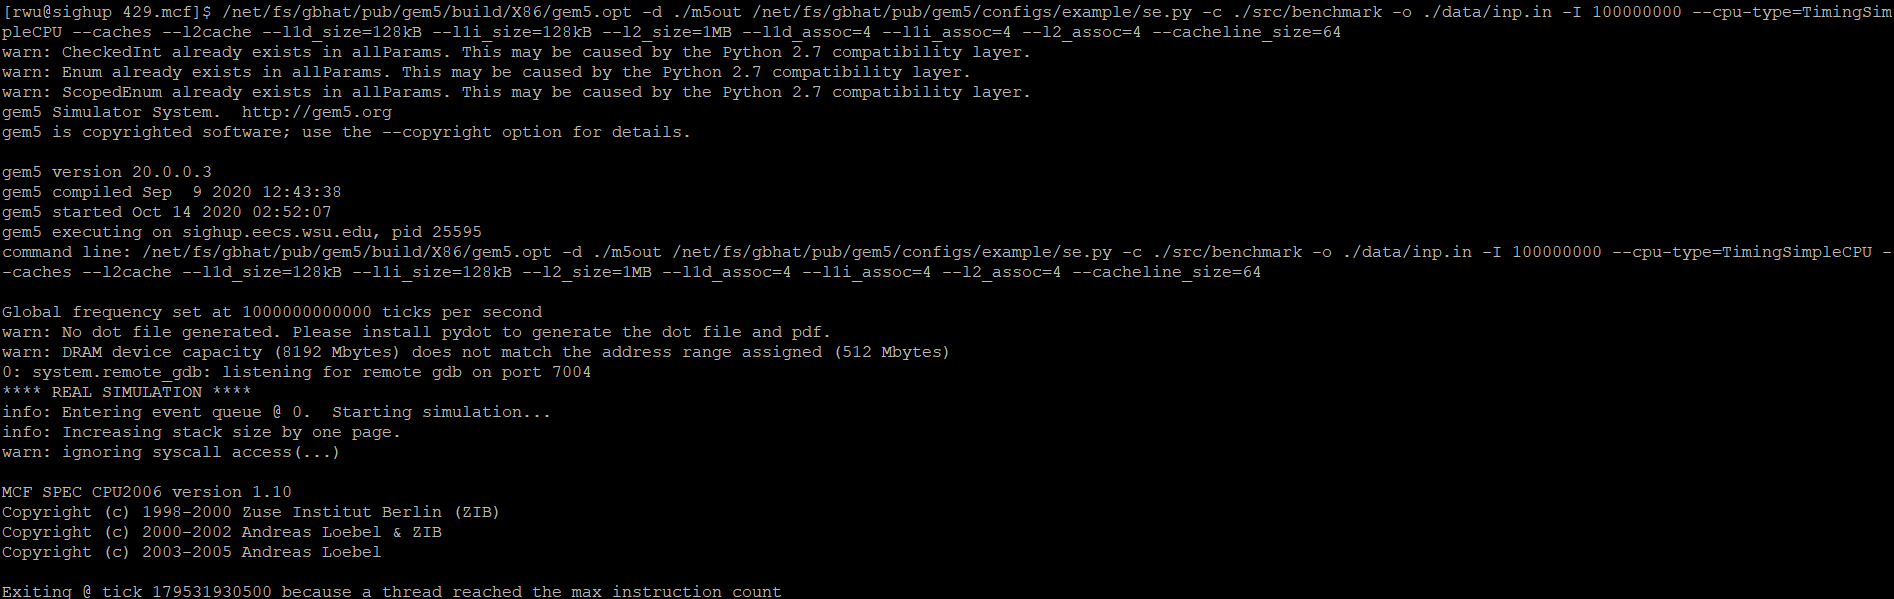 [rwu@sighup 429.mcf]$ /net/fs/gbhat/pub/gem5/build/X86/gem5.opt -d ./m5out /net/fs/gbhat/pub/gem5/configs/example/se.py -c ./src/benchmark -o ./data/inp.in -I 100000000 --cpu-type=TimingSim
pleCPU --caches --l2cache --l1d_size=128kB --l1i_size=128kB --l2_size=1MB --l1d_assoc=4 --l1i_assoc=4 --l2_assoc=4 --cacheline_size=64
warn: CheckedInt already exists in allParams. This may be caused by the Python 2.7 compatibility layer.
warn: Enum already exists in allParams. This may be caused by the Python 2.7 compatibility layer.
warn: ScopedEnum already exists in allParams. This may be caused by the Python 2.7 compatibility layer.
gem5 Simulator System.  http://gem5.org
gem5 is copyrighted software; use the --copyright option for details.

gem5 version 20.0.0.3
gem5 compiled Sep  9 2020 12:43:38
gem5 started Oct 14 2020 02:52:07
gem5 executing on sighup.eecs.wsu.edu, pid 25595
command line: /net/fs/gbhat/pub/gem5/build/X86/gem5.opt -d ./m5out /net/fs/gbhat/pub/gem5/configs/example/se.py -c ./src/benchmark -o ./data/inp.in -I 100000000 --cpu-type=TimingSimpleCPU -
-caches --l2cache --l1d_size=128kB --l1i_size=128kB --l2_size=1MB --l1d_assoc=4 --l1i_assoc=4 --l2_assoc=4 --cacheline_size=64

Global frequency set at 1000000000000 ticks per second
warn: No dot file generated. Please install pydot to generate the dot file and pdf.
warn: DRAM device capacity (8192 Mbytes) does not match the address range assigned (512 Mbytes)
0: system.remote_gdb: listening for remote gdb on port 7004
**** REAL SIMULATION ****
info: Entering event queue @ 0.  Starting simulation...
info: Increasing stack size by one page.
warn: ignoring syscall access(...)

MCF SPEC CPU2006 version 1.10
Copyright (c) 1998-2000 Zuse Institut Berlin (ZIB)
Copyright (c) 2000-2002 Andreas Loebel & ZIB
Copyright (c) 2003-2005 Andreas Loebel

Exiting @ tick 179531930500 because a thread reached the max instruction count